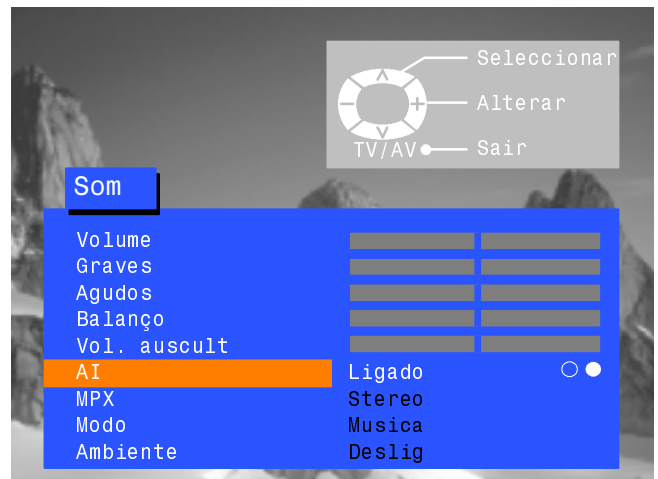 Seleccionar
Alterar
TV/AV Sair
Som
Volume
Graves
Agudos
Balanço
Vol. auscult
AI Ligado
MPX Stereo
Modo Musica
Ambiente Deslig